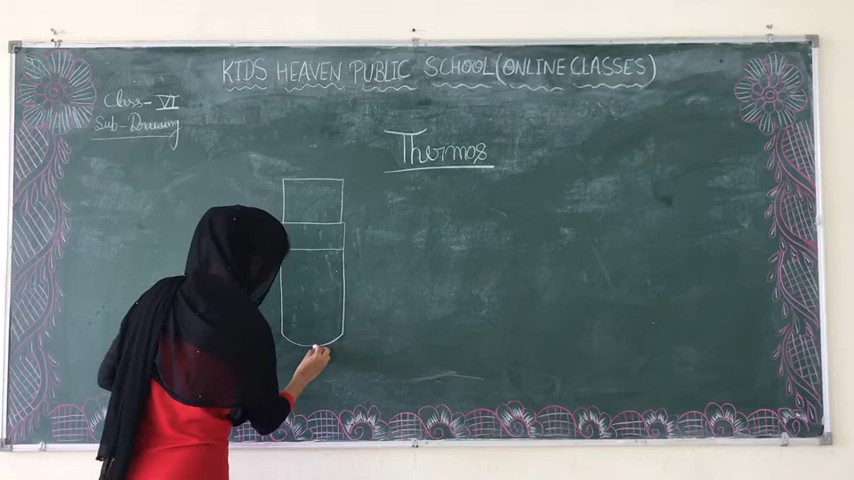 KIDS HEAVEN PUBLIC SCHOOL (ONLINE CLASSES)
Class - VI
Sub - Drawing
Thermos